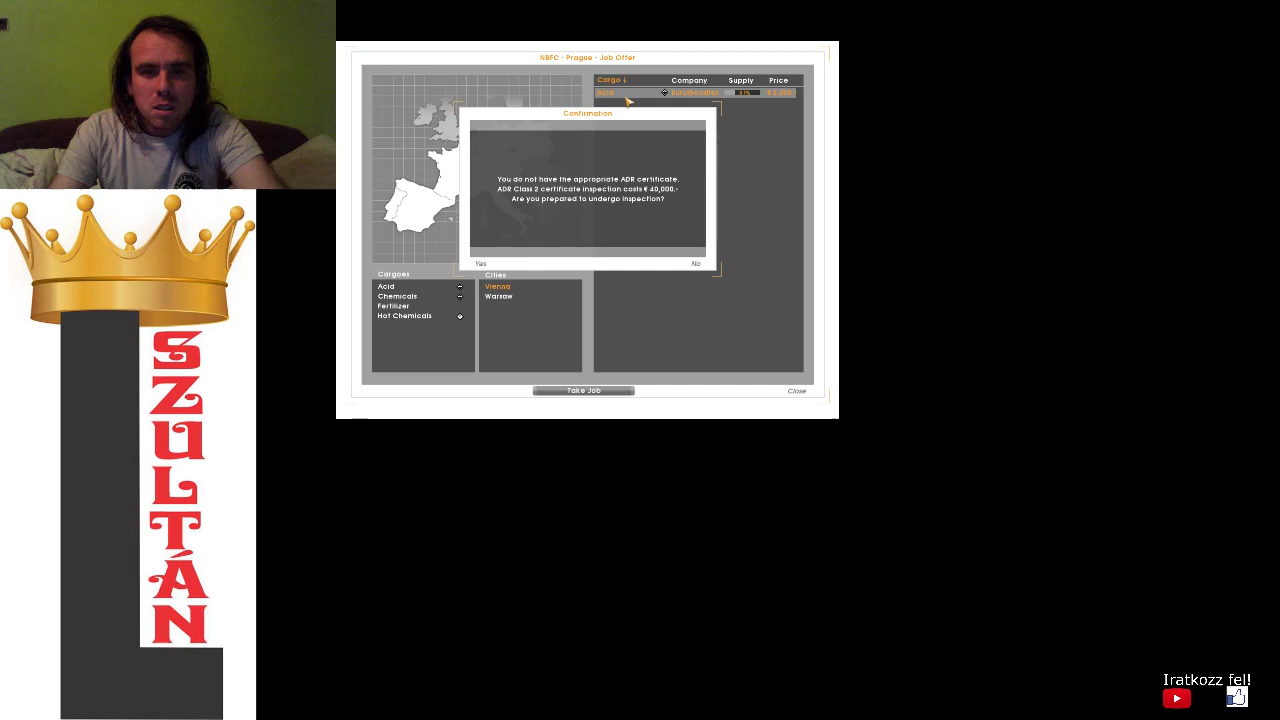 NBFC - Prague - Job Offer
Cargo ↓ Company Supply Price
Acid EuroGoodies
Confirmation
You do not have the appropriate ADR certificate.
ADR Class 2 certificate inspection costs € 40,000.-
Are you prepared to undergo inspection?
Yes No
Cargoes Cities
Acid Vienna
Chemicals Warsaw
Fertilizer
Hot Chemicals
Take Job Close
L
SZULTÁN
Iratkozz fel!